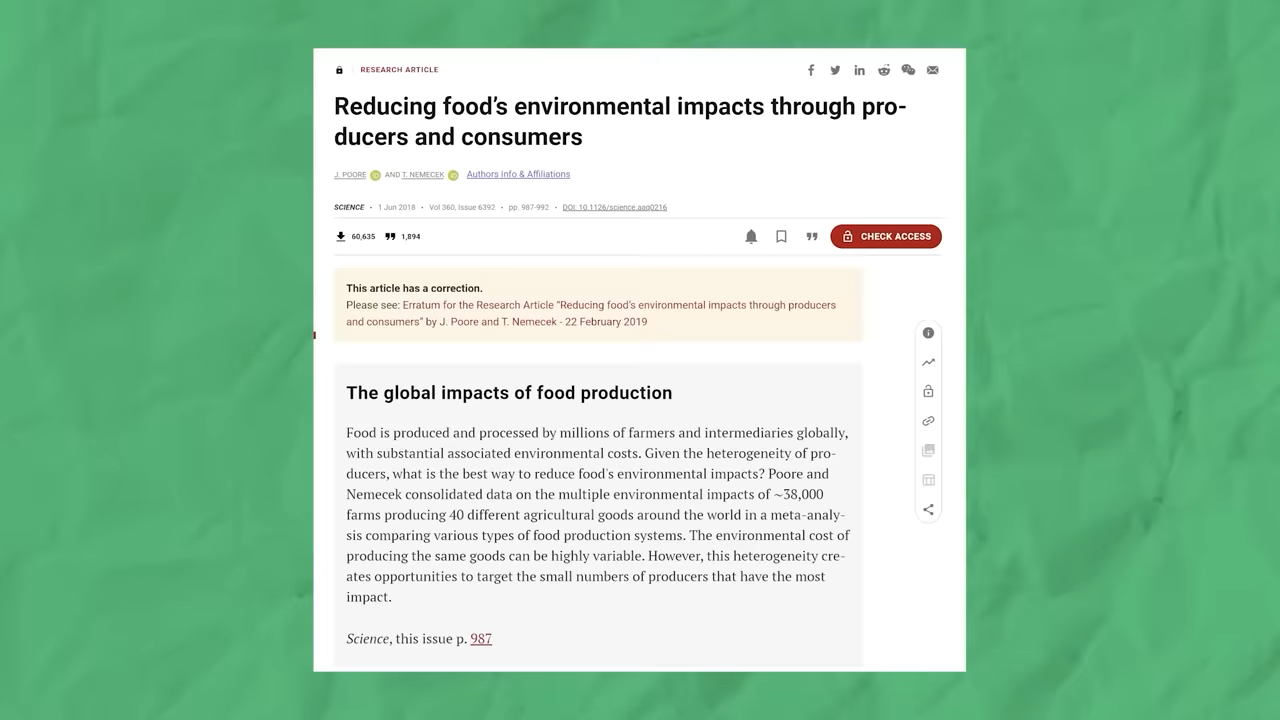 RESEARCH ARTICLE
Reducing food's environmental impacts through pro-
ducers and consumers
J. POORE AND T. NEMECEK Authors Info & Affiliations
SCIENCE • 1 Jun 2018 • Vol 360, Issue 6392 • pp. 987-992 • DOI: 10.1126/science.aaq0216
60,635 1,894 CHECK ACCESS
This article has a correction.
Please see: Erratum for the Research Article “Reducing food's environmental impacts through producers
and consumers” by J. Poore and T. Nemecek - 22 February 2019
The global impacts of food production
Food is produced and processed by millions of farmers and intermediaries globally,
with substantial associated environmental costs. Given the heterogeneity of pro-
ducers, what is the best way to reduce food's environmental impacts? Poore and
Nemecek consolidated data on the multiple environmental impacts of ~38,000
farms producing 40 different agricultural goods around the world in a meta-analy-
sis comparing various types of food production systems. The environmental cost of
producing the same goods can be highly variable. However, this heterogeneity cre-
ates opportunities to target the small numbers of producers that have the most
impact.
Science, this issue p. 987